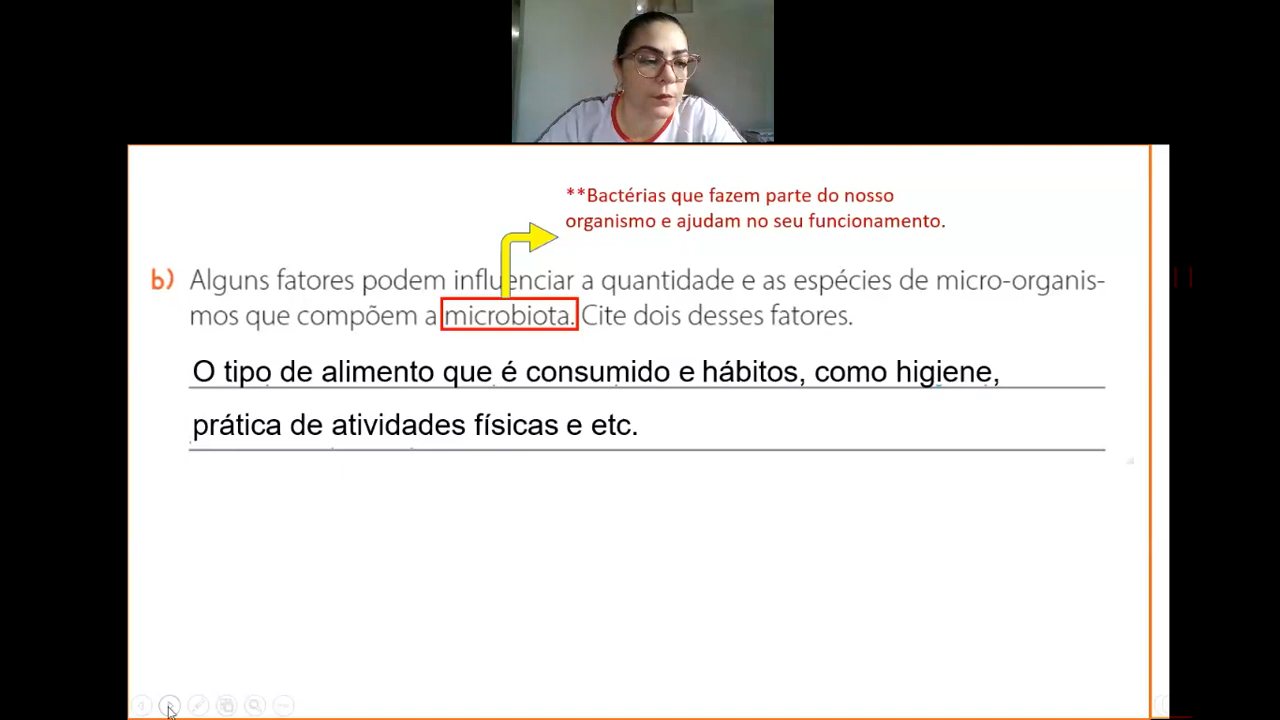 **Bactérias que fazem parte do nosso
organismo e ajudam no seu funcionamento.
b) Alguns fatores podem influenciar a quantidade e as espécies de micro-organis-
mos que compõem a microbiota. Cite dois desses fatores.
O tipo de alimento que é consumido e hábitos, como higiene,
prática de atividades físicas e etc.